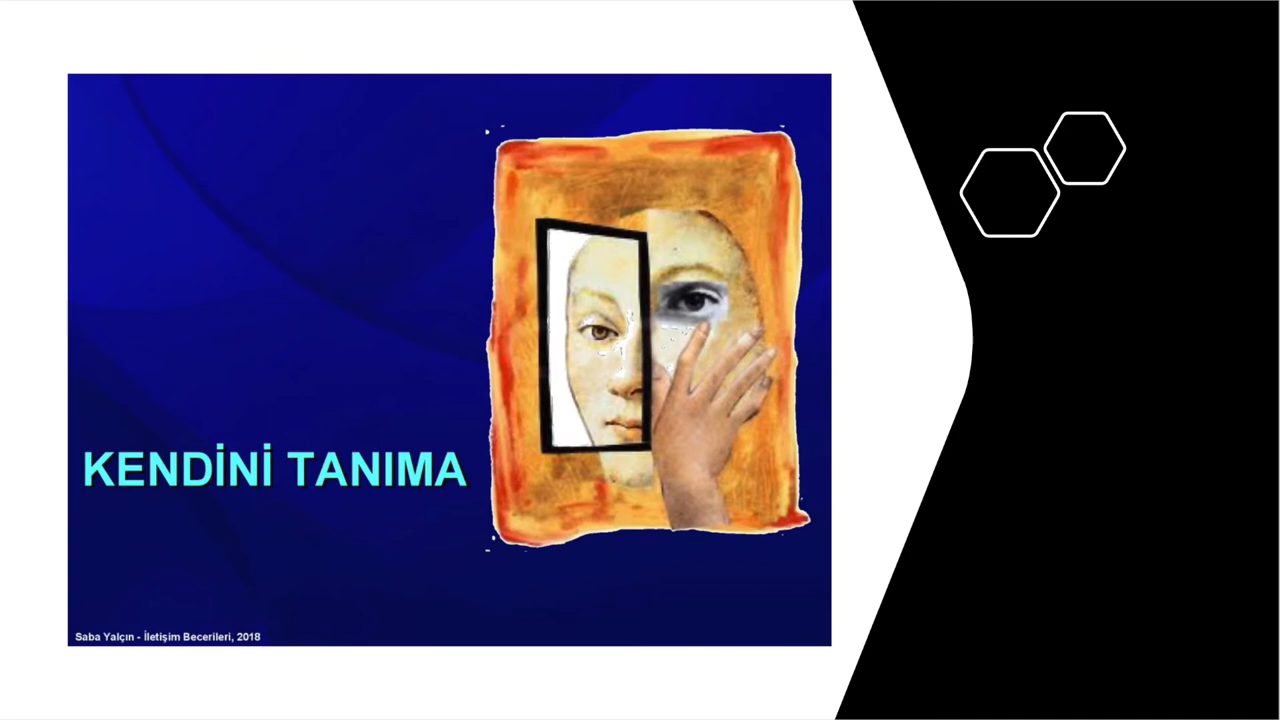 KENDİNİ TANIMA
Saba Yalçın - İletişim Becerileri, 2018